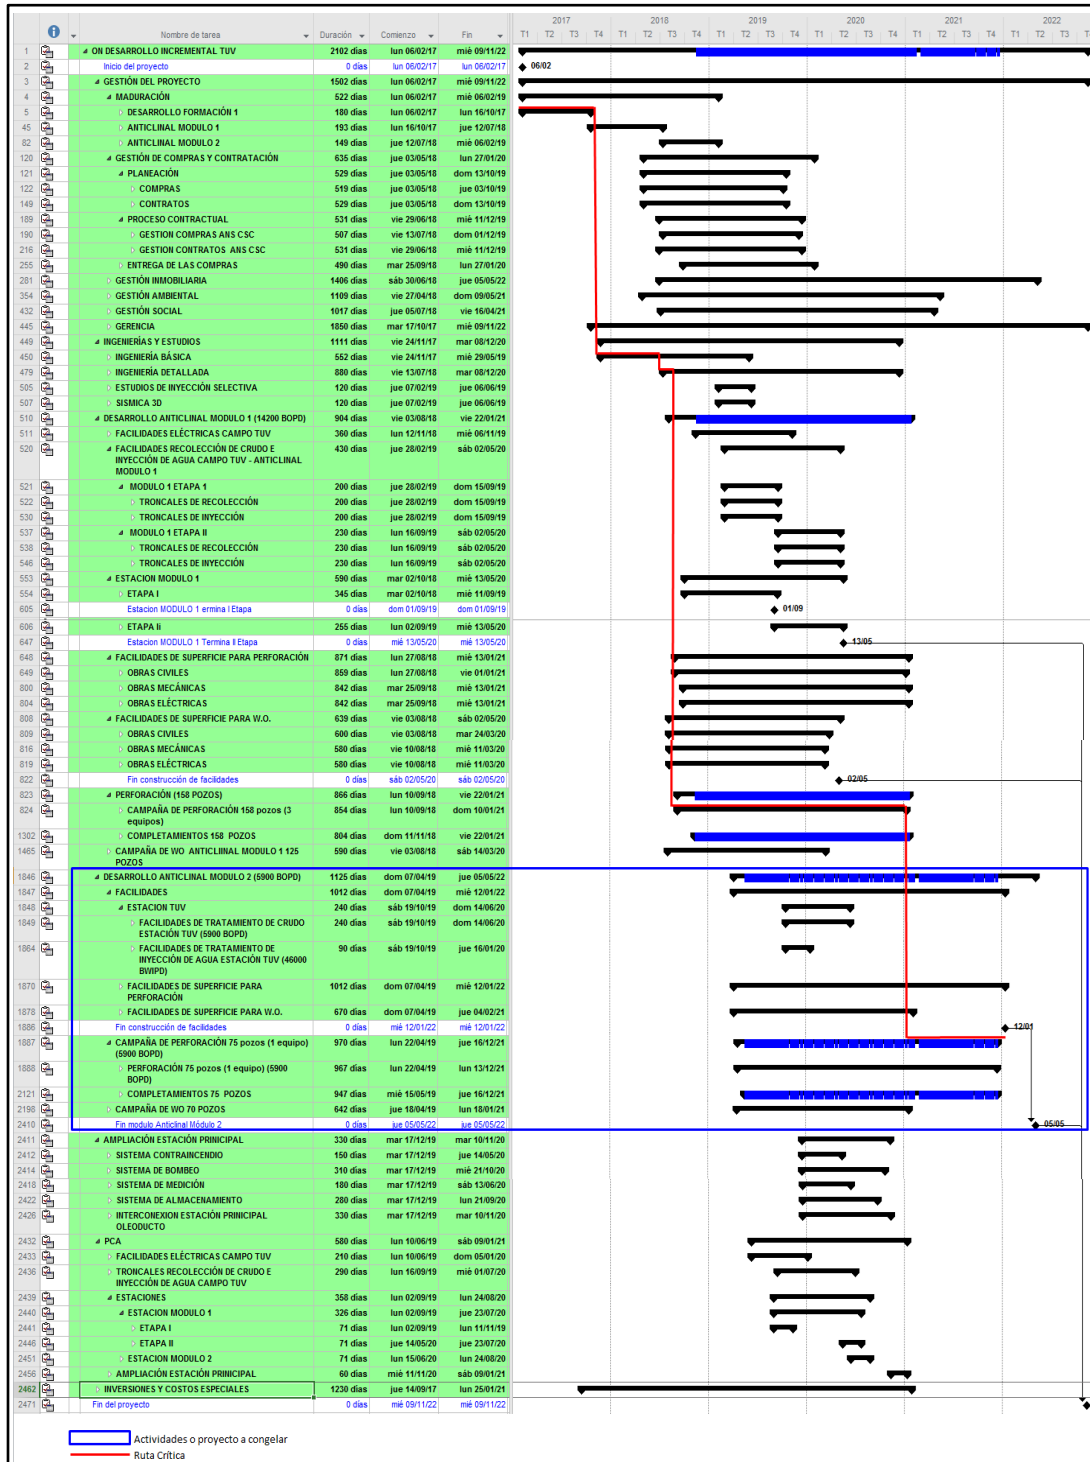 2017 2018 2019 2020 2021 2022
Nombre de tarea Duración Comienzo Fin T1 T2 T3 T4 T1 T2 T3 T4 T1 T2 T3 T4 T1 T2 T3 T4 T1 T2 T3 T4 T1 T2 T3 T
1 ON DESARROLLO INCREMENTAL TUV 2102 días lun 06/02/17 mié 09/11/22
2 Inicio del proyecto 0 días lun 06/02/17 lun 06/02/17 06/02
3 GESTIÓN DEL PROYECTO 1502 días lun 06/02/17 mié 09/11/22
4 MADURACIÓN 522 días lun 06/02/17 mié 06/02/19
5 DESARROLLO FORMACIÓN 1 180 días lun 06/02/17 lun 16/10/17
45 ANTICLINAL MODULO 1 193 días lun 16/10/17 jue 12/07/18
82 ANTICLINAL MODULO 2 149 días jue 12/07/18 mié 06/02/19
120 GESTIÓN DE COMPRAS Y CONTRATACIÓN 635 días jue 03/05/18 lun 27/01/20
121 PLANEACIÓN 529 días jue 03/05/18 dom 13/10/19
122 COMPRAS 519 días jue 03/05/18 jue 03/10/19
149 CONTRATOS 529 días jue 03/05/18 dom 13/10/19
189 PROCESO CONTRACTUAL 531 días vie 29/06/18 mié 11/12/19
190 GESTION COMPRAS ANS CSC 507 días vie 13/07/18 dom 01/12/19
216 GESTION CONTRATOS ANS CSC 531 días vie 29/06/18 mié 11/12/19
255 ENTREGA DE LAS COMPRAS 490 días mar 25/09/18 lun 27/01/20
281 GESTIÓN INMOBILIARIA 1406 días sáb 30/06/18 jue 05/05/22
354 GESTIÓN AMBIENTAL 1109 días vie 27/04/18 dom 09/05/21
432 GESTIÓN SOCIAL 1017 días jue 05/07/18 vie 16/04/21
445 GERENCIA 1850 días mar 17/10/17 mié 09/11/22
449 INGENIERÍAS Y ESTUDIOS 1111 días vie 24/11/17 mar 08/12/20
450 INGENIERÍA BÁSICA 552 días vie 24/11/17 mié 29/05/19
479 INGENIERÍA DETALLADA 880 días vie 13/07/18 mar 08/12/20
505 ESTUDIOS DE INYECCIÓN SELECTIVA 120 días jue 07/02/19 jue 06/06/19
507 SISMICA 3D 120 días jue 07/02/19 jue 06/06/19
510 DESARROLLO ANTICLINAL MODULO 1 (14200 BOPD) 904 días vie 03/08/18 vie 22/01/21
511 FACILIDADES ELÉCTRICAS CAMPO TUV 360 días lun 12/11/18 mié 06/11/19
520 FACILIDADES RECOLECCIÓN DE CRUDO E 430 días jue 28/02/19 sáb 02/05/20
INYECCIÓN DE AGUA CAMPO TUV - ANTICLINAL
MODULO 1
521 MODULO 1 ETAPA 1 200 días jue 28/02/19 dom 15/09/19
522 TRONCALES DE RECOLECCIÓN 200 días jue 28/02/19 dom 15/09/19
530 TRONCALES DE INYECCIÓN 200 días jue 28/02/19 dom 15/09/19
537 MODULO 1 ETAPA II 230 días lun 16/09/19 sáb 02/05/20
538 TRONCALES DE RECOLECCIÓN 230 días lun 16/09/19 sáb 02/05/20
546 TRONCALES DE INYECCIÓN 230 días lun 16/09/19 sáb 02/05/20
553 ESTACION MODULO 1 590 días mar 02/10/18 mié 13/05/20
554 ETAPA I 345 días mar 02/10/18 mié 11/09/19
605 Estacion MODULO 1 ermina I Etapa 0 días dom 01/09/19 dom 01/09/19 01/09
606 ETAPA Ii 255 días lun 02/09/19 mié 13/05/20
647 Estacion MODULO 1 Termina II Etapa 0 días mié 13/05/20 mié 13/05/20 13/05
648 FACILIDADES DE SUPERFICIE PARA PERFORACIÓN 871 días lun 27/08/18 mié 13/01/21
649 OBRAS CIVILES 859 días lun 27/08/18 vie 01/01/21
800 OBRAS MECÁNICAS 842 días mar 25/09/18 mié 13/01/21
804 OBRAS ELÉCTRICAS 842 días mar 25/09/18 mié 13/01/21
808 FACILIDADES DE SUPERFICIE PARA W.O. 639 días vie 03/08/18 sáb 02/05/20
809 OBRAS CIVILES 600 días vie 03/08/18 mar 24/03/20
816 OBRAS MECÁNICAS 580 días vie 10/08/18 mié 11/03/20
819 OBRAS ELÉCTRICAS 580 días vie 10/08/18 mié 11/03/20
822 Fin construcción de facilidades 0 días sáb 02/05/20 sáb 02/05/20 02/05
823 PERFORACIÓN (158 POZOS) 866 días lun 10/09/18 vie 22/01/21
824 CAMPAÑA DE PERFORACIÓN 158 pozos (3 854 días lun 10/09/18 dom 10/01/21
equipos)
1302 COMPLETAMIENTOS 158 POZOS 804 días dom 11/11/18 vie 22/01/21
1465 CAMPAÑA DE WO ANTICLIINAL MODULO 1 125 590 días vie 03/08/18 sáb 14/03/20
POZOS
1846 DESARROLLO ANTICLINAL MODULO 2 (5900 BOPD) 1125 días dom 07/04/19 jue 05/05/22
1847 FACILIDADES 1012 días dom 07/04/19 mié 12/01/22
1848 ESTACION TUV 240 días sáb 19/10/19 dom 14/06/20
1849 FACILIDADES DE TRATAMIENTO DE CRUDO 240 días sáb 19/10/19 dom 14/06/20
ESTACIÓN TUV (5900 BOPD)
1864 FACILIDADES DE TRATAMIENTO DE 90 días sáb 19/10/19 jue 16/01/20
INYECCIÓN DE AGUA ESTACIÓN TUV (46000
BWIPD)
1870 FACILIDADES DE SUPERFICIE PARA 1012 días dom 07/04/19 mié 12/01/22
PERFORACIÓN
1878 FACILIDADES DE SUPERFICIE PARA W.O. 670 días dom 07/04/19 jue 04/02/21
1886 Fin construcción de facilidades 0 días mié 12/01/22 mié 12/01/22 12/01
1887 CAMPAÑA DE PERFORACIÓN 75 pozos (1 equipo) 970 días lun 22/04/19 jue 16/12/21
(5900 BOPD)
1888 PERFORACIÓN 75 pozos (1 equipo) (5900 967 días lun 22/04/19 lun 13/12/21
BOPD)
2121 COMPLETAMIENTOS 75 POZOS 947 días mié 15/05/19 jue 16/12/21
2198 CAMPAÑA DE WO 70 POZOS 642 días jue 18/04/19 lun 18/01/21
2410 Fin modulo Anticlinal Módulo 2 0 días jue 05/05/22 jue 05/05/22 05/05
2411 AMPLIACIÓN ESTACIÓN PRINICIPAL 330 días mar 17/12/19 mar 10/11/20
2412 SISTEMA CONTRAINCENDIO 150 días mar 17/12/19 jue 14/05/20
2414 SISTEMA DE BOMBEO 310 días mar 17/12/19 mié 21/10/20
2418 SISTEMA DE MEDICIÓN 180 días mar 17/12/19 sáb 13/06/20
2422 SISTEMA DE ALMACENAMIENTO 280 días mar 17/12/19 lun 21/09/20
2426 INTERCONEXION ESTACIÓN PRINICIPAL 330 días mar 17/12/19 mar 10/11/20
OLEODUCTO
2432 PCA 580 días lun 10/06/19 sáb 09/01/21
2433 FACILIDADES ELÉCTRICAS CAMPO TUV 210 días lun 10/06/19 dom 05/01/20
2436 TRONCALES RECOLECCIÓN DE CRUDO E 290 días lun 16/09/19 mié 01/07/20
INYECCIÓN DE AGUA CAMPO TUV
2439 ESTACIONES 358 días lun 02/09/19 lun 24/08/20
2440 ESTACION MODULO 1 326 días lun 02/09/19 jue 23/07/20
2441 ETAPA I 71 días lun 02/09/19 lun 11/11/19
2446 ETAPA II 71 días jue 14/05/20 jue 23/07/20
2451 ESTACION MODULO 2 71 días lun 15/06/20 lun 24/08/20
2456 AMPLIACIÓN ESTACIÓN PRINICIPAL 60 días mié 11/11/20 sáb 09/01/21
2462 INVERSIONES Y COSTOS ESPECIALES 1230 días jue 14/09/17 lun 25/01/21
2471 Fin del proyecto 0 días mié 09/11/22 mié 09/11/22
Actividades o proyecto a congelar
Ruta Crítica